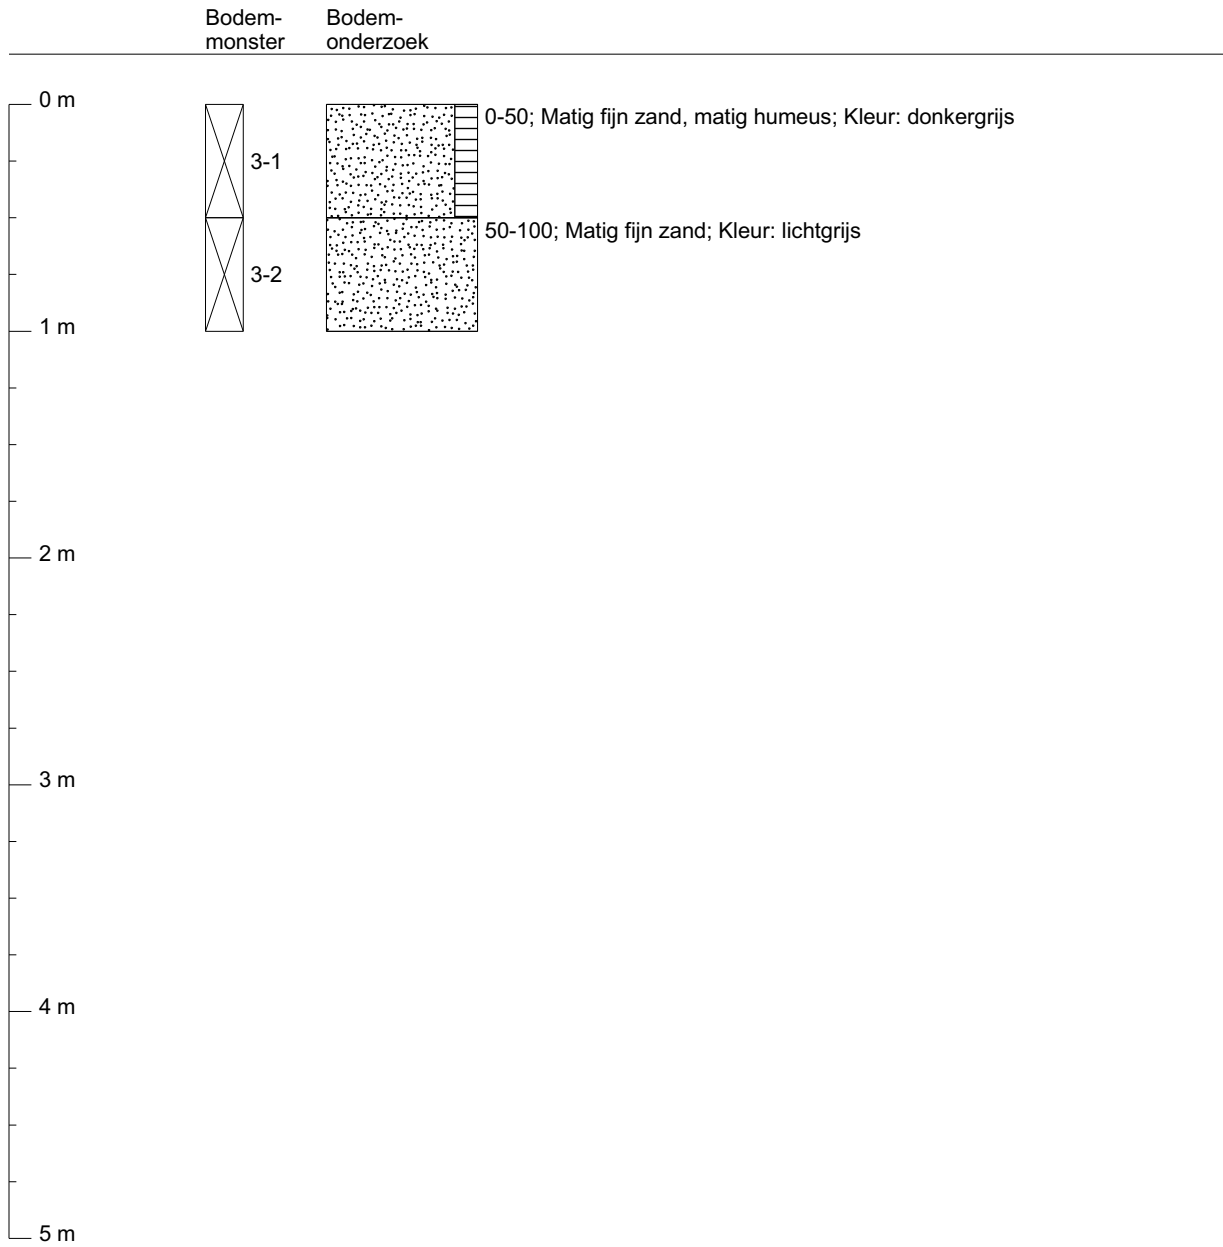 Bodem-
monster
Bodem-
onderzoek
0 m
3-1
0-50; Matig fijn zand, matig humeus; Kleur: donkergrijs
50-100; Matig fijn zand; Kleur: lichtgrijs
3-2
1 m
2 m
3 m
4 m
5 m